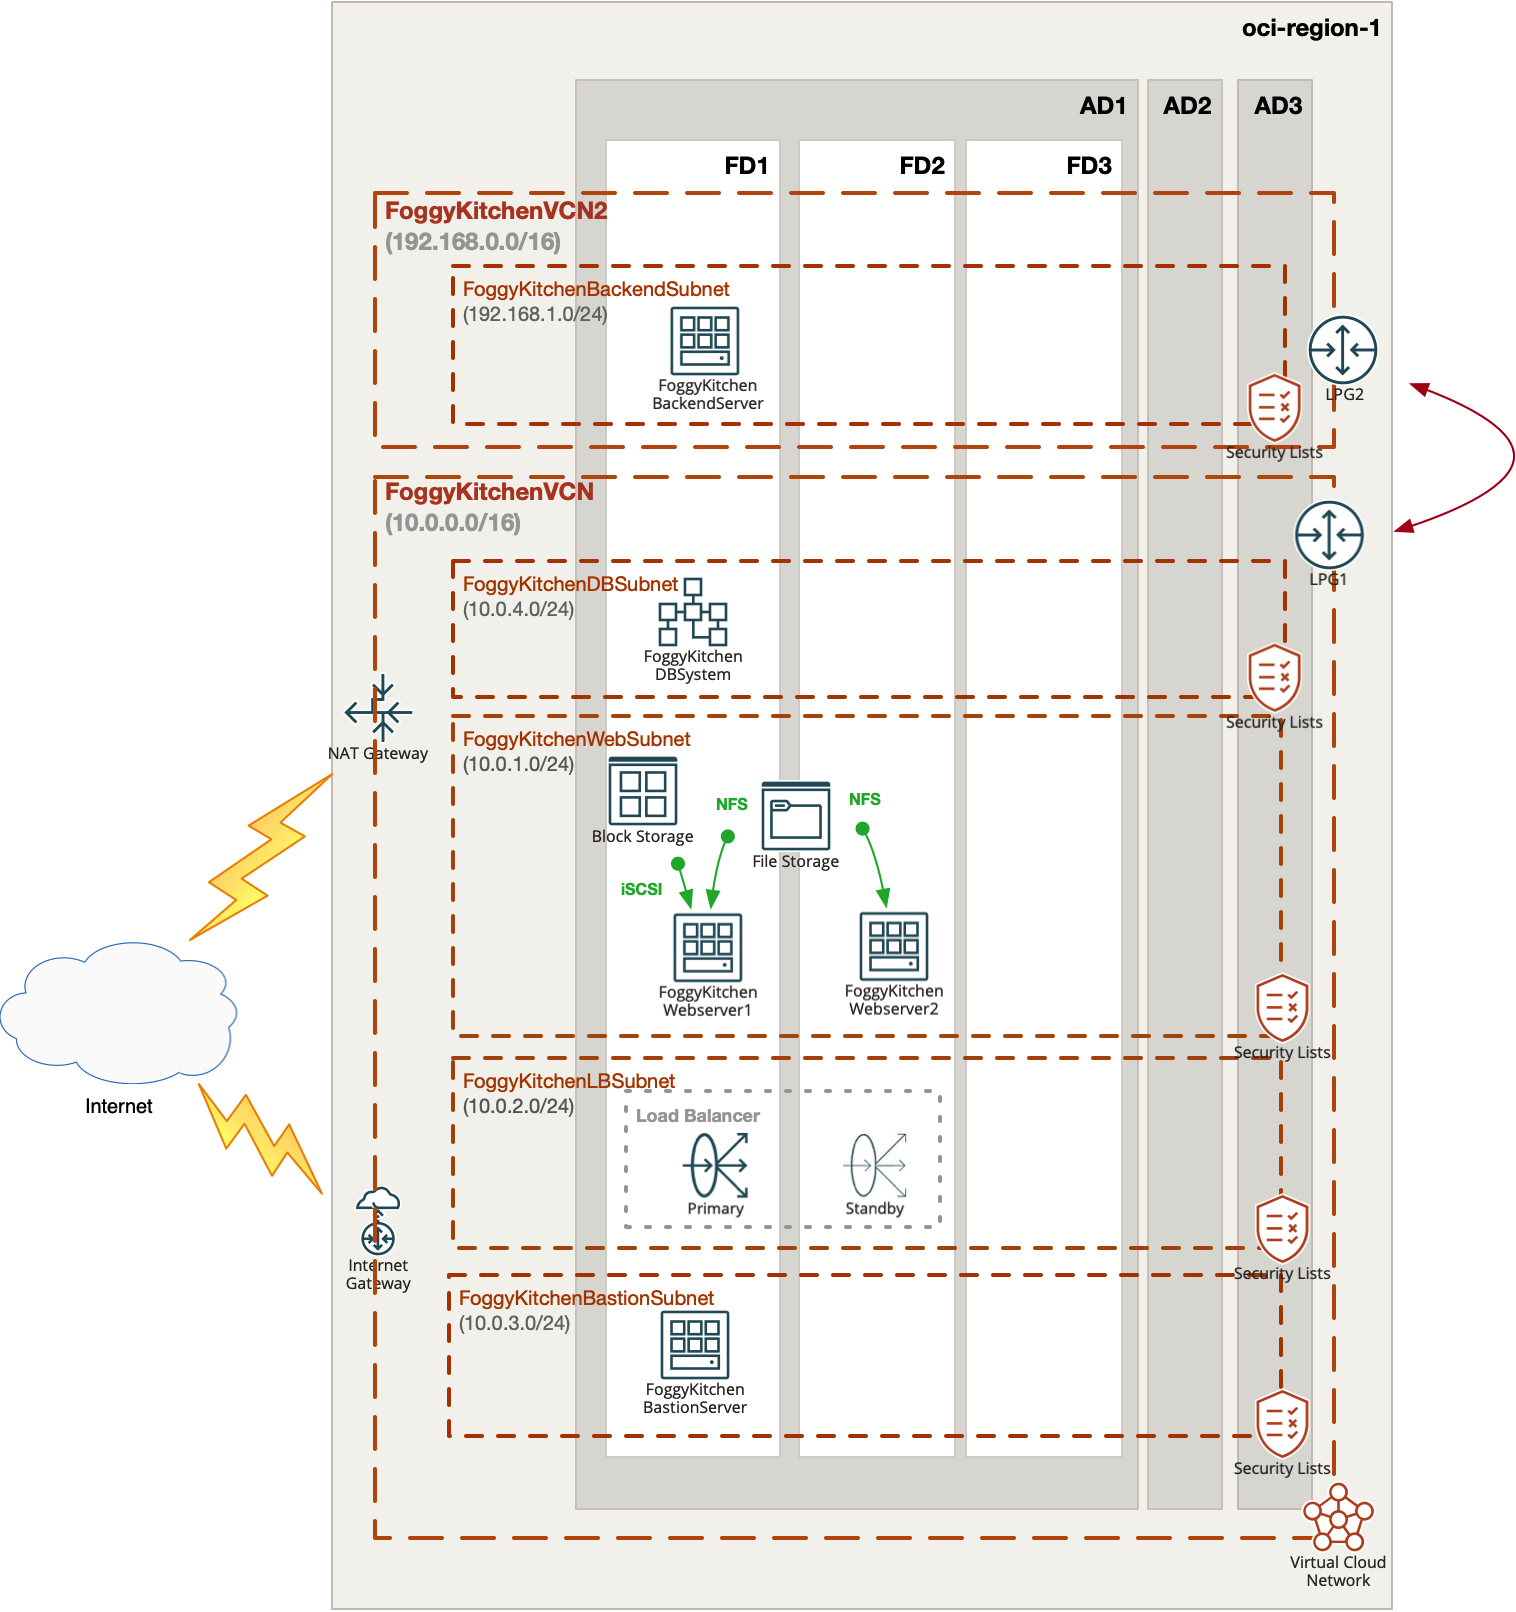 oci-region-1
AD1
AD2
AD3
FD1
FD2
FD3
FoggyKitchenVCN2
(192.168.0.0/16)
FoggyKitchenBackendSubnet
(192.168.1.0/24)
FoggyKitchen
BackendServer
LPG2
Security Lists
FoggyKitchenVCN
(10.0.0.0/16)
LPG1
FoggyKitchenDBSubnet
(10.0.4.0/24)
FoggyKitchen
DBSystem
Security Lists
NAT Gateway
FoggyKitchenWebSubnet
(10.0.1.0/24)
Block Storage
NFS
File Storage
NFS
iSCSI
FoggyKitchen
Webserver1
FoggyKitchen
Webserver2
Security Lists
Internet
FoggyKitchenLBSubnet
(10.0.2.0/24)
Load Balancer
Primary
Standby
Security Lists
Internet
Gateway
FoggyKitchenBastionSubnet
(10.0.3.0/24)
FoggyKitchen
BastionServer
Security Lists
Virtual Cloud
Network